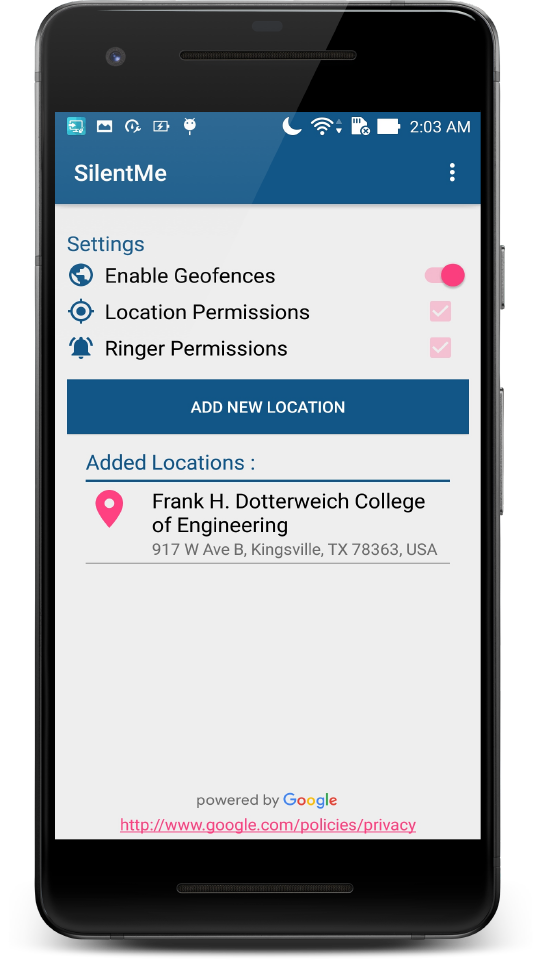 2:03 AM
SilentMe
Settings
Enable Geofences
Location Permissions
Ringer Permissions
ADD NEW LOCATION
Added Locations :
Frank H. Dotterweich College
of Engineering
917 W Ave B, Kingsville, TX 78363, USA
powered by Google
http://www.google.com/policies/privacy